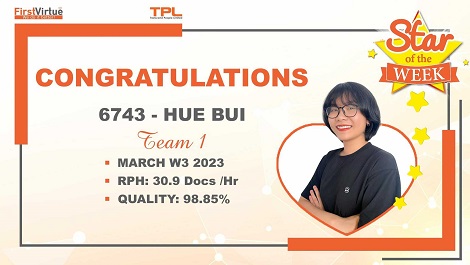 FirstVirtue
TPL
CONGRATULATIONS
6743 - HUE BUI
Team 1
MARCH W3 2023
RPH: 30.9 Docs /Hr
QUALITY: 98.85%
Star
of the
WEEK